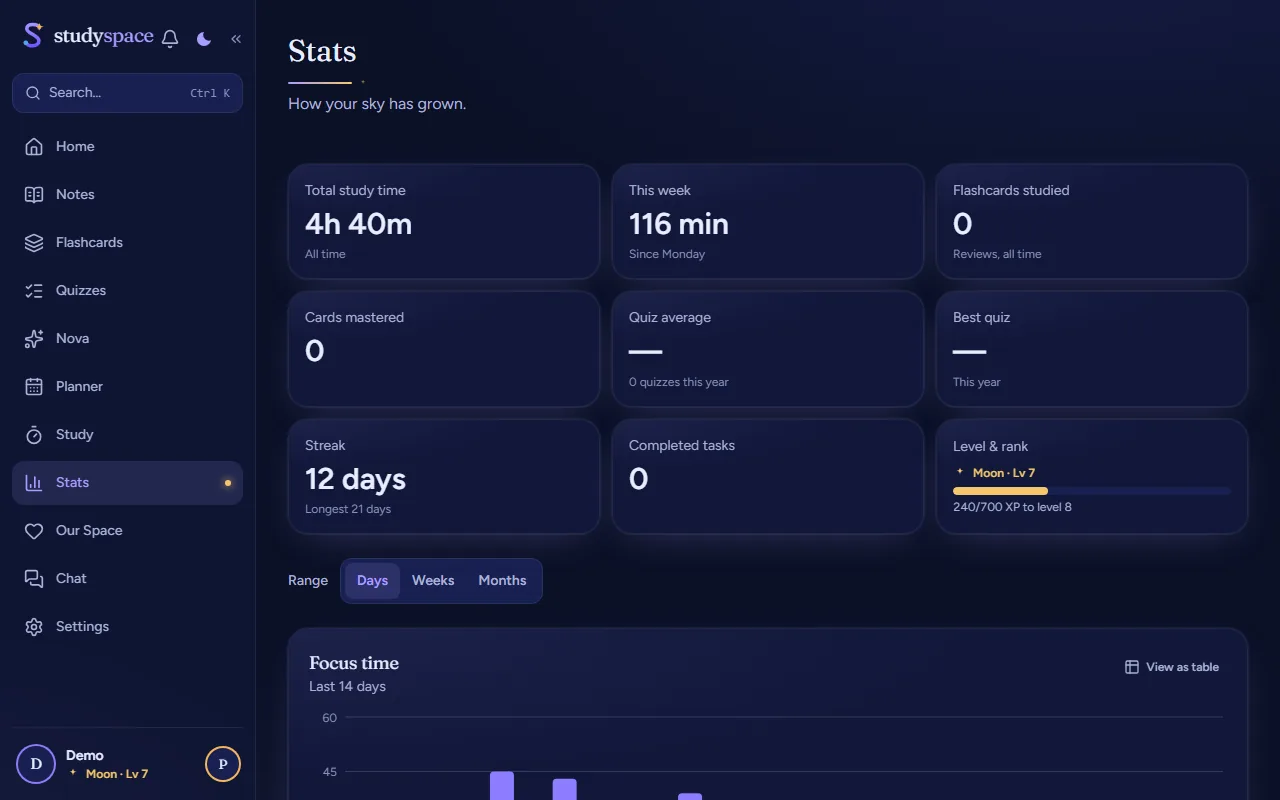 studyspace
Search...
Ctrl K
Home
Notes
Flashcards
Quizzes
Nova
Planner
Study
Stats
Our Space
Chat
Settings
D
Demo
Moon · Lv 7
P
Stats
How your sky has grown.
Total study time
4h 40m
All time
This week
116 min
Since Monday
Flashcards studied
0
Reviews, all time
Cards mastered
0
Quiz average
—
0 quizzes this year
Best quiz
—
This year
Streak
12 days
Longest 21 days
Completed tasks
0
Level & rank
Moon · Lv 7
240/700 XP to level 8
Range
Days
Weeks
Months
Focus time
Last 14 days
View as table
60
45